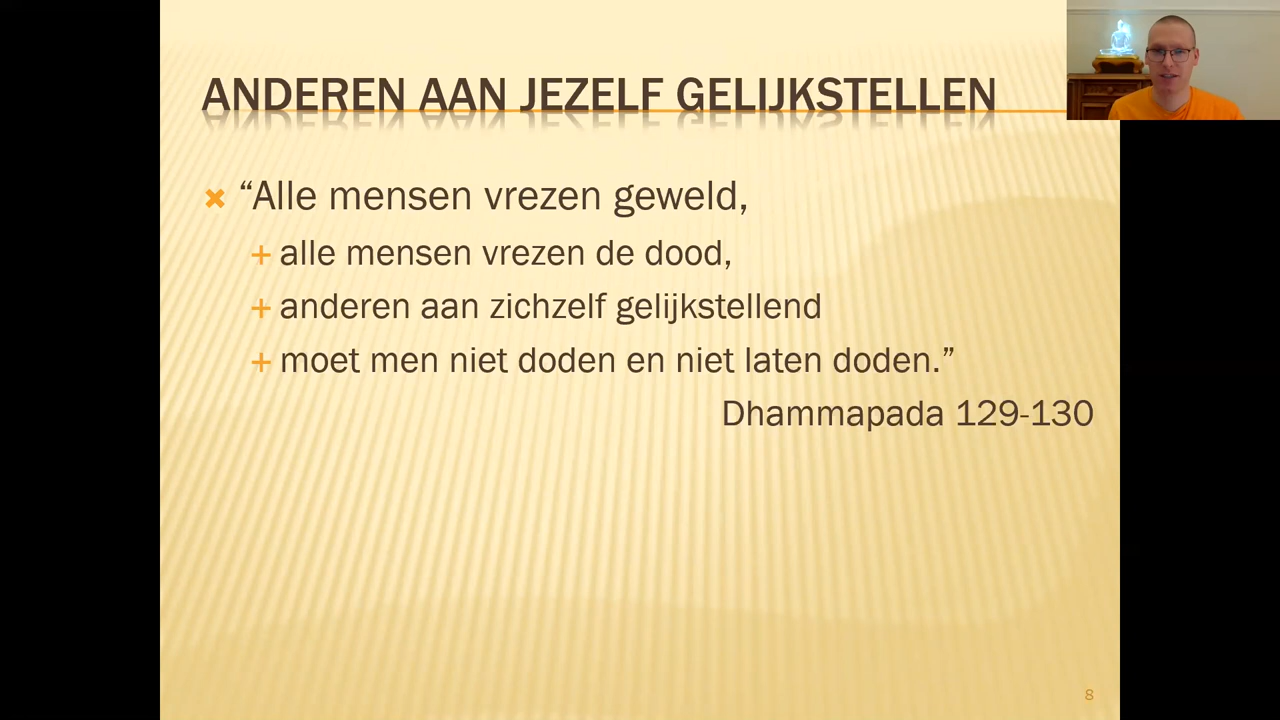 ANDEREN AAN JEZELF GELIJKSTELLEN
“Alle mensen vrezen geweld,
alle mensen vrezen de dood,
anderen aan zichzelf gelijkstellend
moet men niet doden en niet laten doden.”
Dhammapada 129-130
8